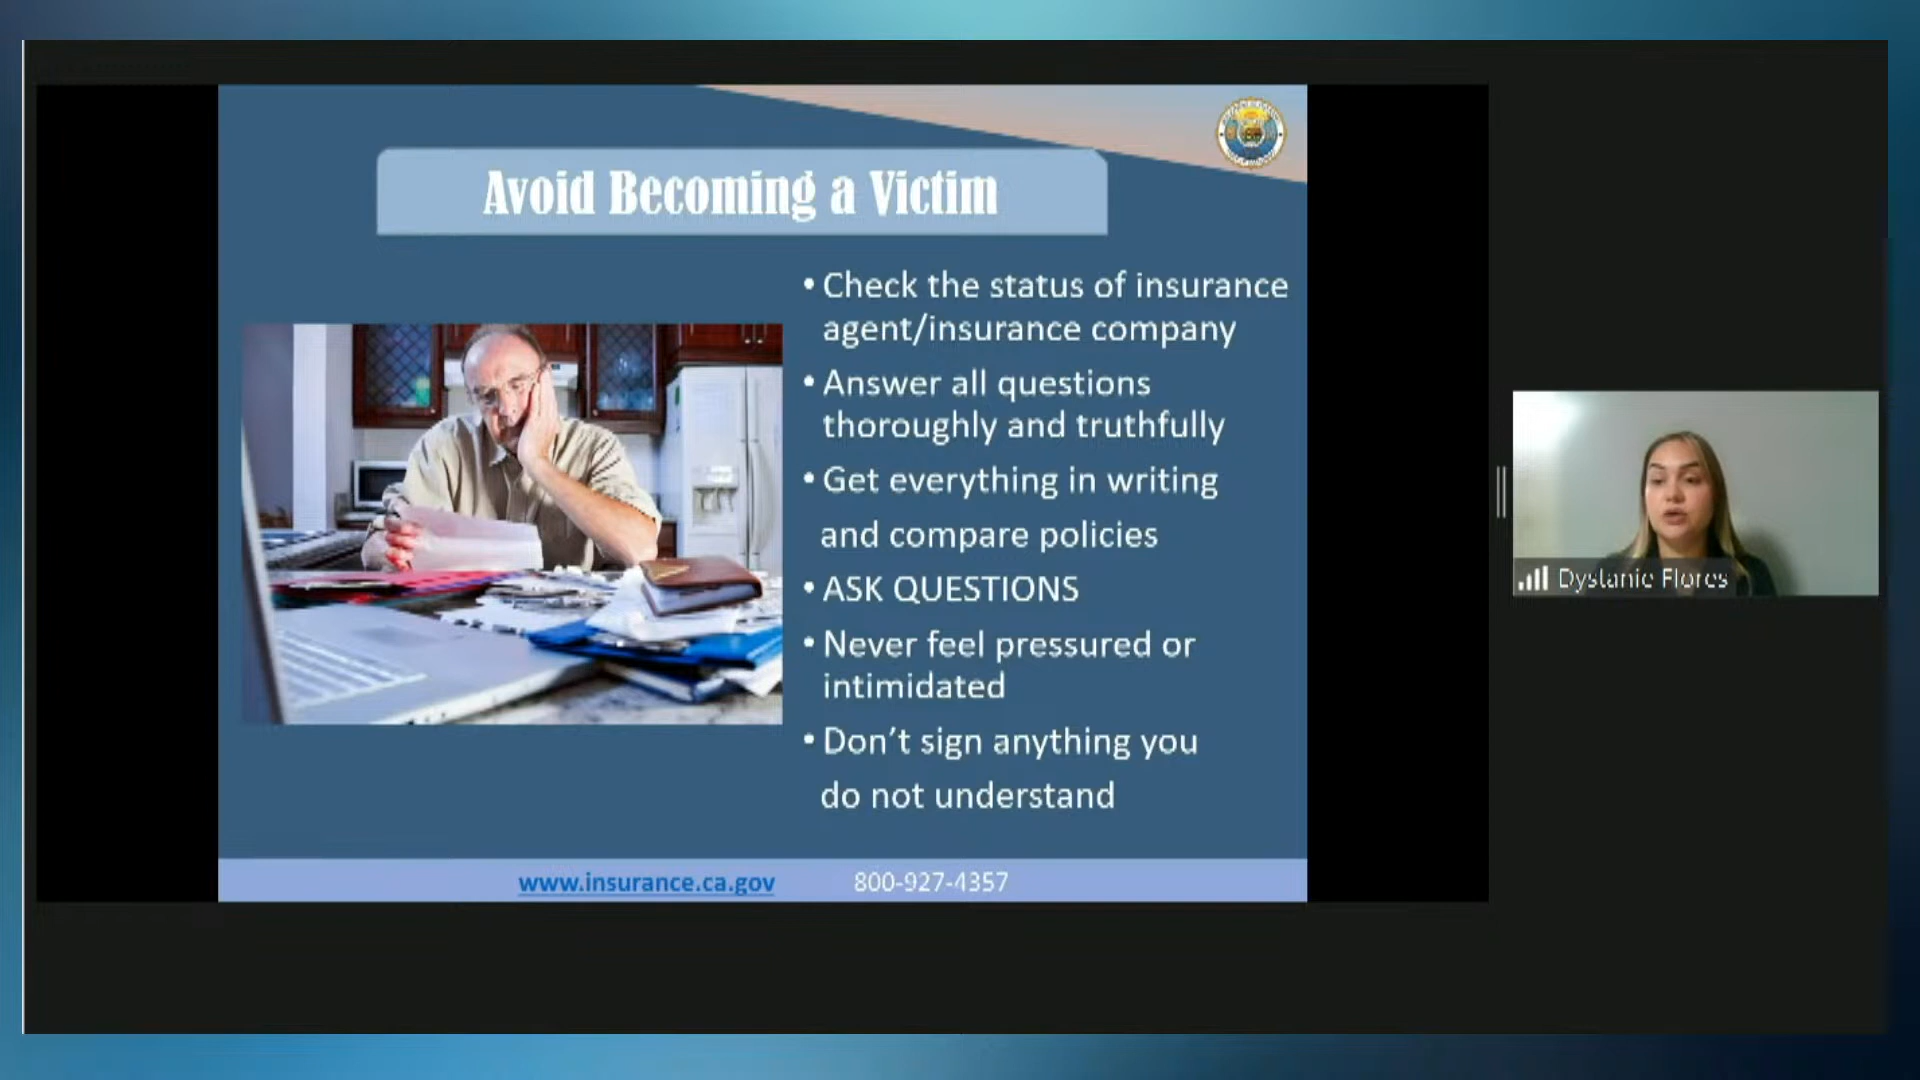 Avoid Becoming a Victim
• Check the status of insurance
agent/insurance company
• Answer all questions
thoroughly and truthfully
• Get everything in writing
and compare policies
• ASK QUESTIONS
• Never feel pressured or
intimidated
• Don't sign anything you
do not understand
www.insurance.ca.gov 800-927-4357
Dystanie Flores